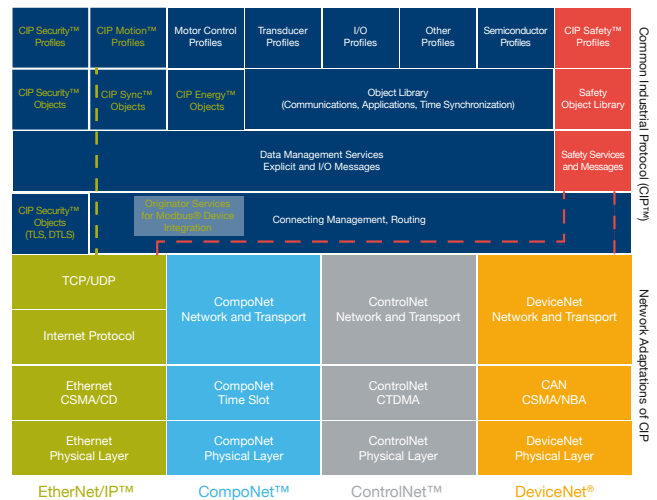 CIP Security™
Profiles
CIP Motion™
Profiles
Motor Control
Profiles
Transducer
Profiles
I/O
Profiles
Other
Profiles
Semiconductor
Profiles
CIP Safety™
Profiles
CIP Security™
Objects
CIP Sync™
Objects
CIP Energy™
Objects
Object Library
(Communications, Applications, Time Synchronization)
Safety
Object Library
Data Management Services
Explicit and I/O Messages
Safety Services
and Messages
CIP Security™
Objects
(TLS, DTLS)
Originator Services
for Modbus® Device
Integration
Connecting Management, Routing
Common Industrial Protocol (CIP™)
TCP/UDP
Internet Protocol
CompoNet
Network and Transport
ControlNet
Network and Transport
DeviceNet
Network and Transport
Ethernet
CSMA/CD
CompoNet
Time Slot
ControlNet
CTDMA
CAN
CSMA/NBA
Ethernet
Physical Layer
CompoNet
Physical Layer
ControlNet
Physical Layer
DeviceNet
Physical Layer
Network Adaptations of CIP
EtherNet/IP™
CompoNet™
ControlNet™
DeviceNet®